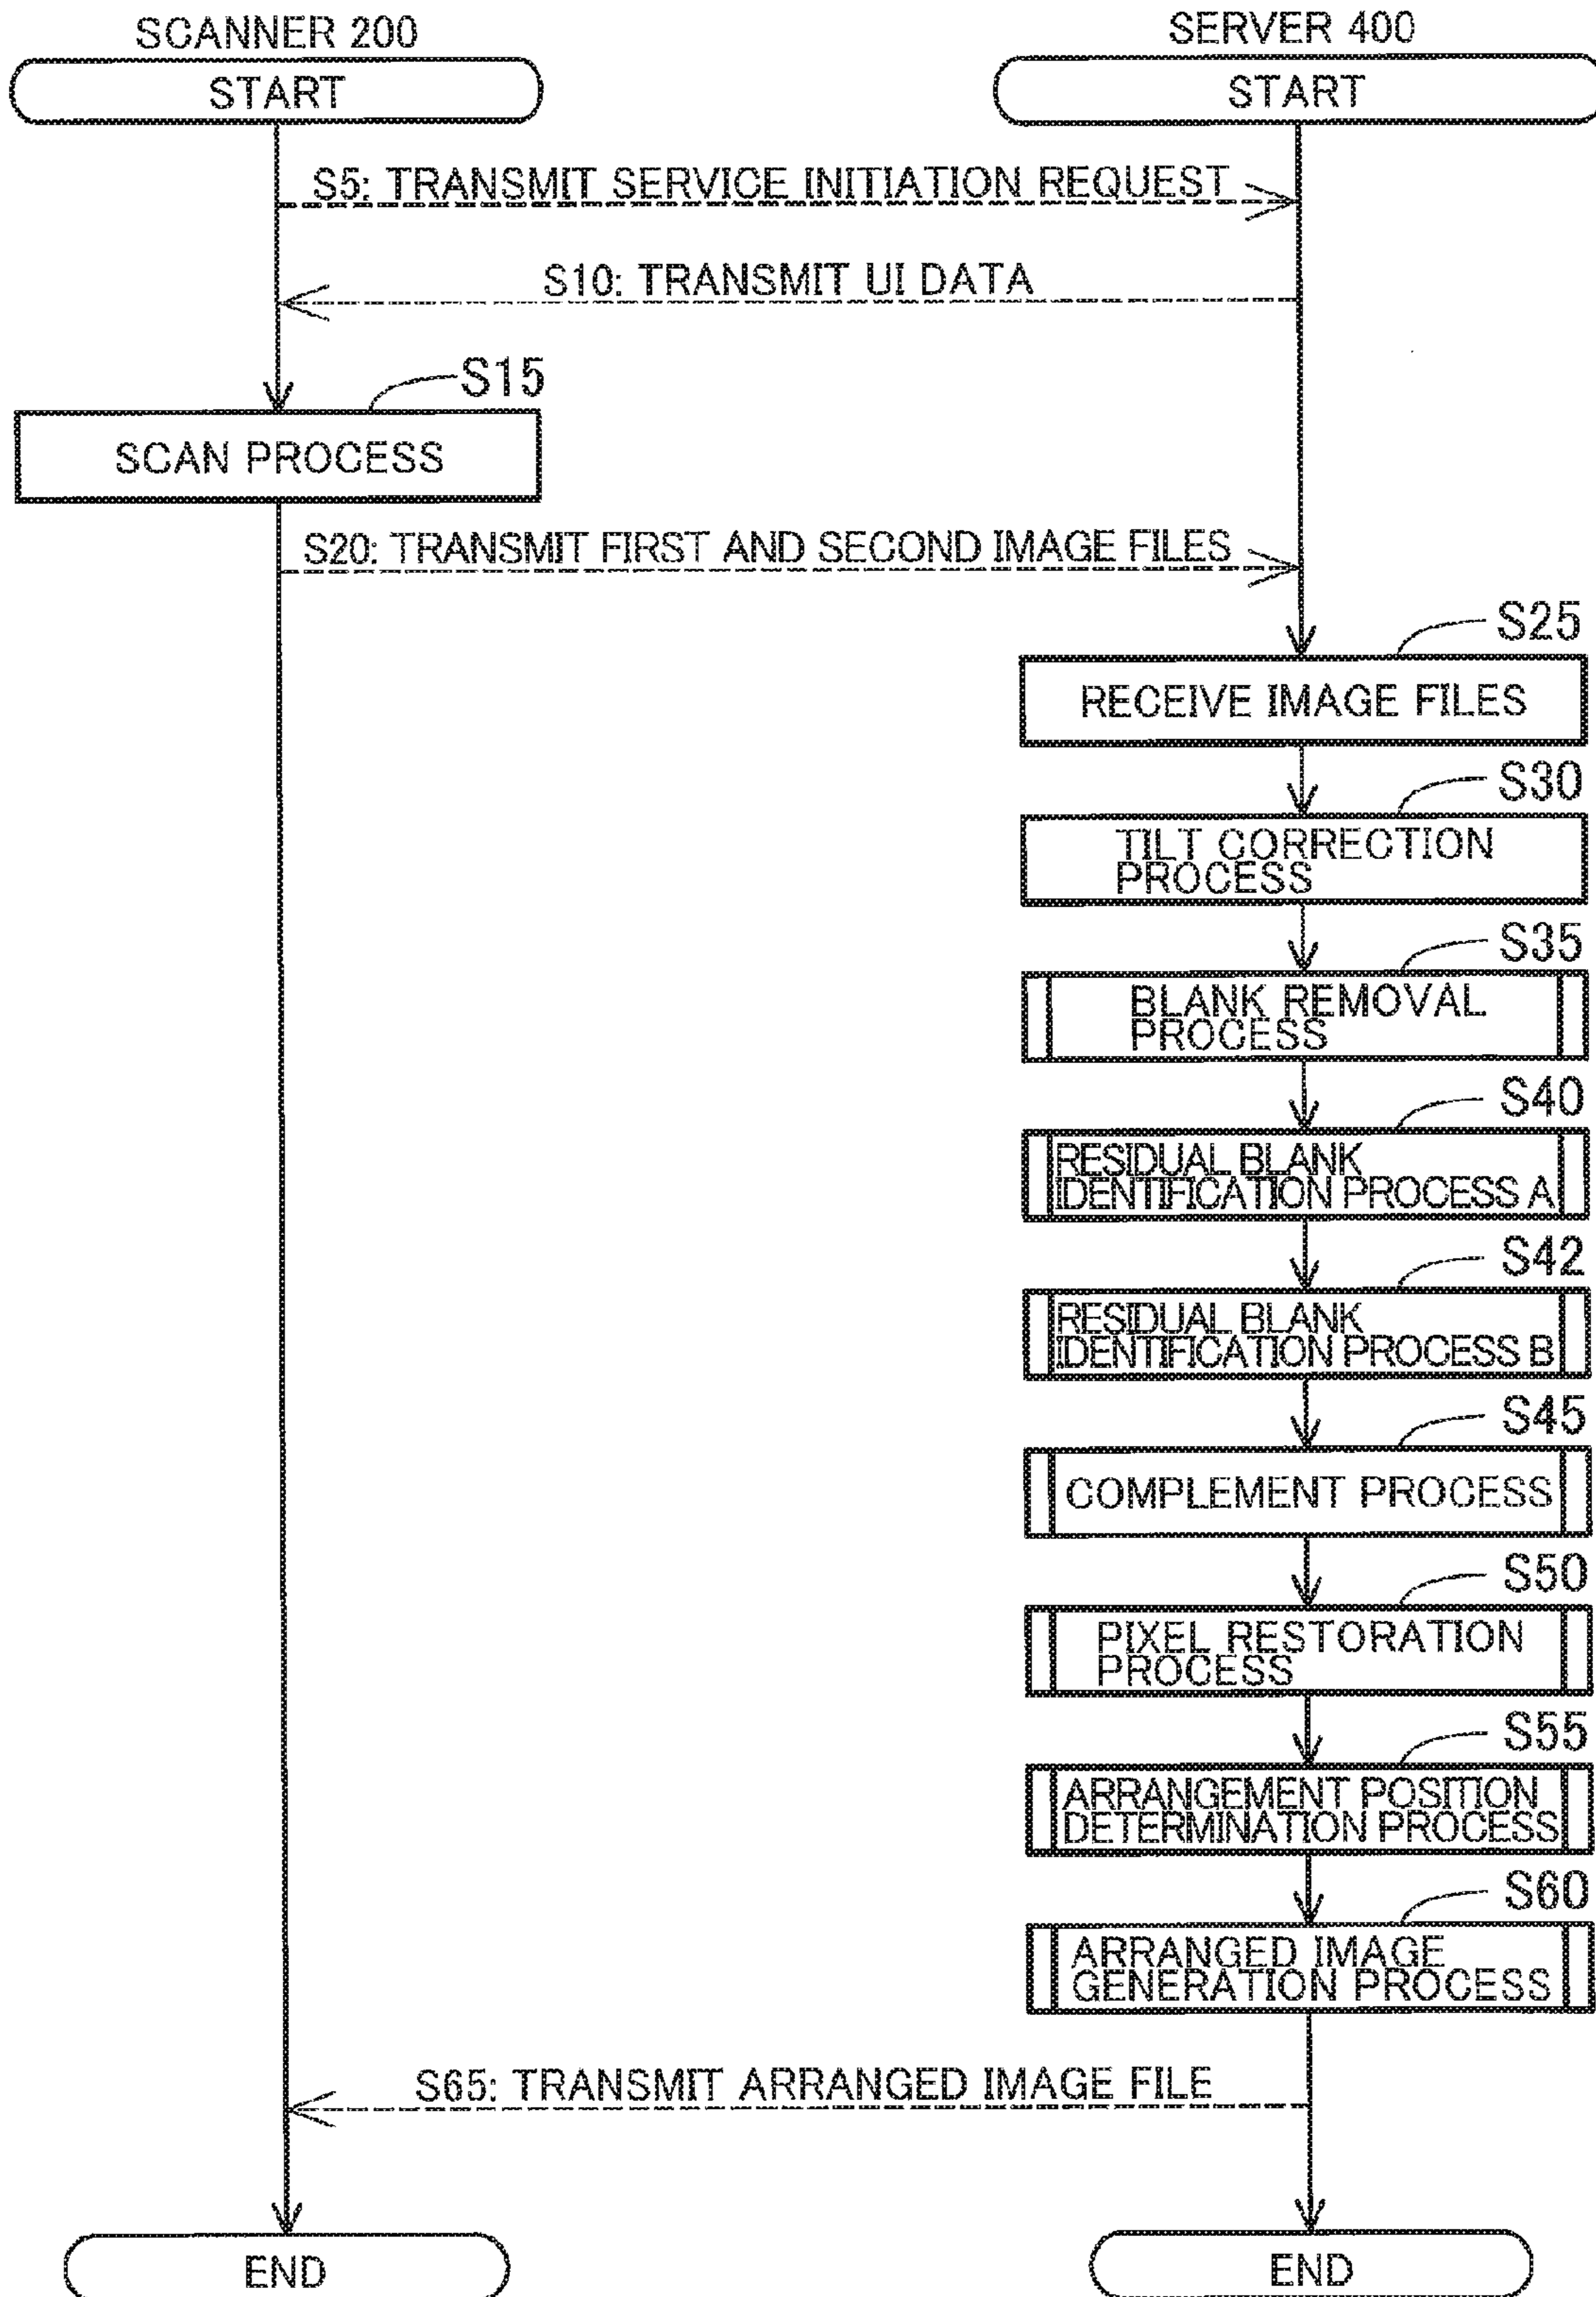 SCANNER 200
SERVER 400
START
START
S5: TRANSMIT SERVICE INITIATION REQUEST
S10: TRANSMIT UI DATA
S15
SCAN PROCESS
S20: TRANSMIT FIRST AND SECOND IMAGE FILES
S25
RECEIVE IMAGE FILES
S30
TILT CORRECTION
PROCESS
S35
BLANK REMOVAL
PROCESS
S40
RESIDUAL BLANK
IDENTIFICATION PROCESS A
S42
RESIDUAL BLANK
IDENTIFICATION PROCESS B
S45
COMPLEMENT PROCESS
S50
PIXEL RESTORATION
PROCESS
S55
ARRANGEMENT POSITION
DETERMINATION PROCESS
S60
ARRANGED IMAGE
GENERATION PROCESS
S65: TRANSMIT ARRANGED IMAGE FILE
END
END